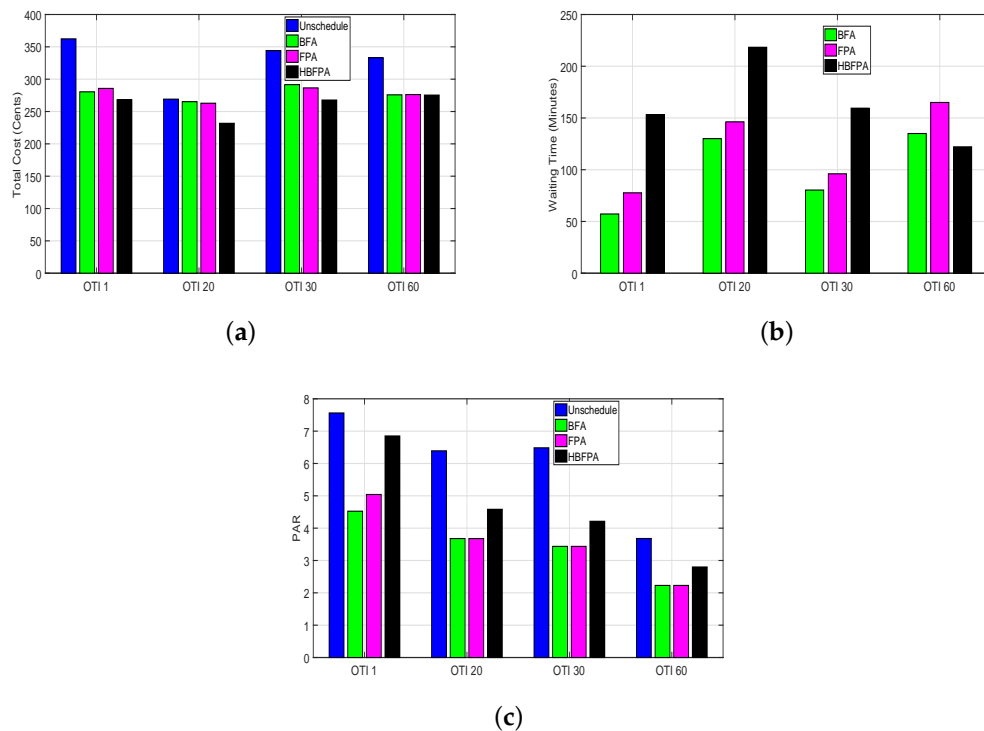 400
350
300
250
200
150
100
50
0
Total Cost (Cents)
Unschedule
BFA
FPA
HBFPA
OTI 1 OTI 20 OTI 30 OTI 60
(a)
250
200
150
100
50
0
Waiting Time (Minutes)
BFA
FPA
HBFPA
OTI 1 OTI 20 OTI 30 OTI 60
(b)
8
7
6
5
4
3
2
1
0
PAR
Unschedule
BFA
FPA
HBFPA
OTI 1 OTI 20 OTI 30 OTI 60
(c)